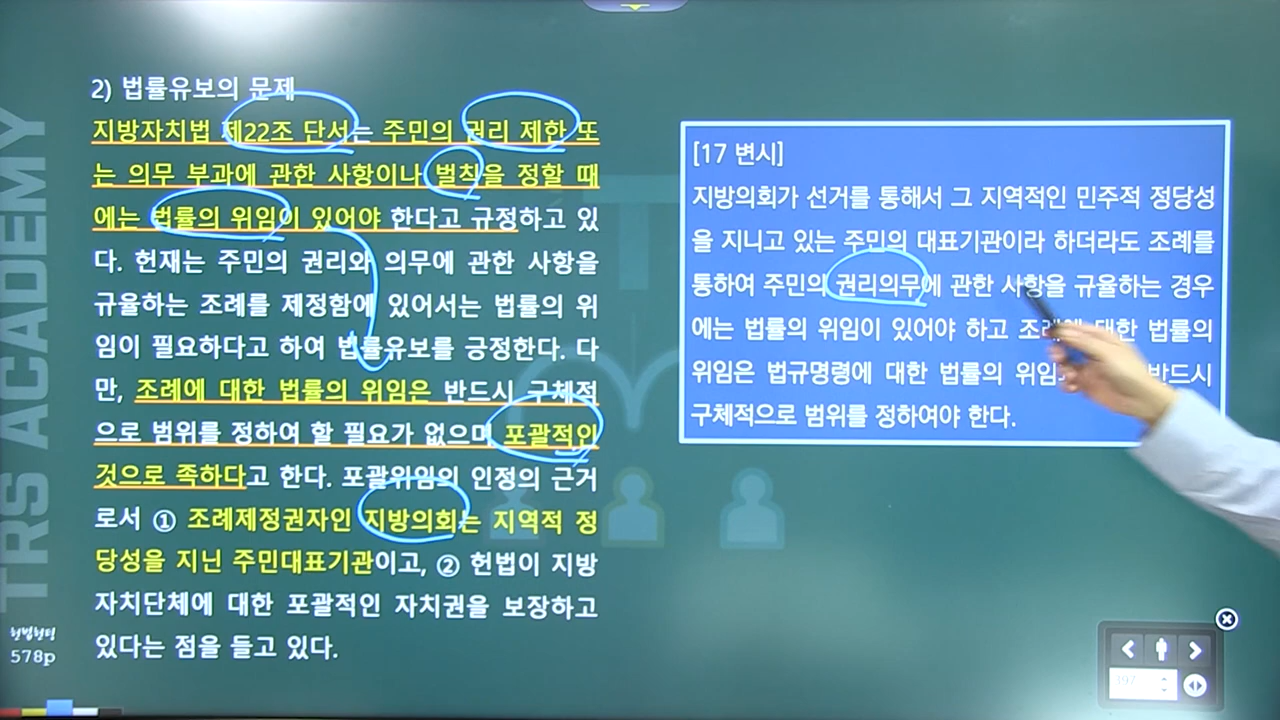 2) 법률유보의 문제
지방자치법 제22조 단서는 주민의 권리 제한 또
는 의무 부과에 관한 사항이나 벌칙을 정할 때
에는 법률의 위임이 있어야 한다고 규정하고 있
다. 헌재는 주민의 권리와 의무에 관한 사항을
규율하는 조례를 제정함에 있어서는 법률의 위
임이 필요하다고 하여 법률유보를 긍정한다. 다
만, 조례에 대한 법률의 위임은 반드시 구체적
으로 범위를 정하여 할 필요가 없으며 포괄적인
것으로 족하다고 한다. 포괄위임의 인정의 근거
로서 ① 조례제정권자인 지방의회는 지역적 정
당성을 지닌 주민대표기관이고, ② 헌법이 지방
자치단체에 대한 포괄적인 자치권을 보장하고
있다는 점을 들고 있다.
[17 변시]
지방의회가 선거를 통해서 그 지역적인 민주적 정당성
을 지니고 있는 주민의 대표기관이라 하더라도 조례를
통하여 주민의 권리의무에 관한 사항을 규율하는 경우
에는 법률의 위임이 있어야 하고 대한 법률의
위임은 법규명령에 대한 법률의 반드시
구체적으로 범위를 정하여야 한다.
TRS ACADEMY
578p
397